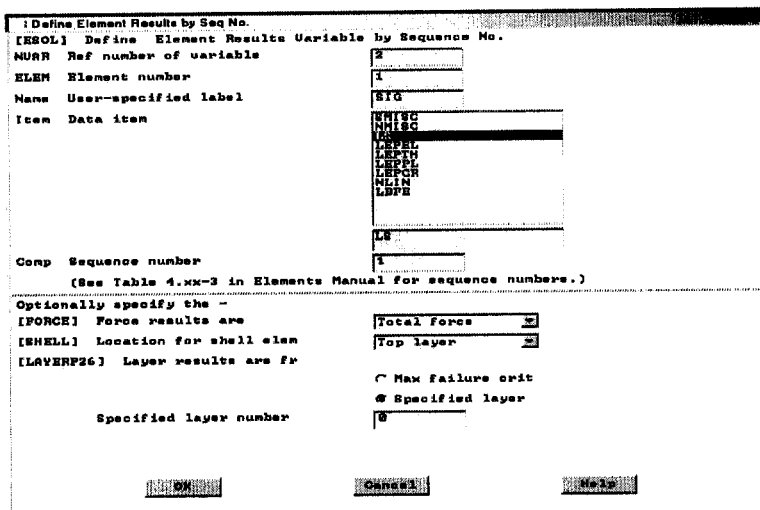 : Define Element Results by Seq No.
[ESOL] Define Element Results Variable by Sequence No.
NVAR Ref number of variable 2
ELEM Element number 1
Name User-specified label SIG
Item Data item
SMISC
NMISC
LS
LEPEL
LEPTH
LEPPL
LEPCR
NLIN
LBFE
LS
Comp Sequence number 1
(See Table 4.xx-3 in Elements Manual for sequence numbers.)
Optionally specify the -
[FORCE] Force results are Total force
[SHELL] Location for shell elem Top layer
[LAYERP26] Layer results are fr
Max failure crit
Specified layer
Specified layer number 0
OK Cancel Help